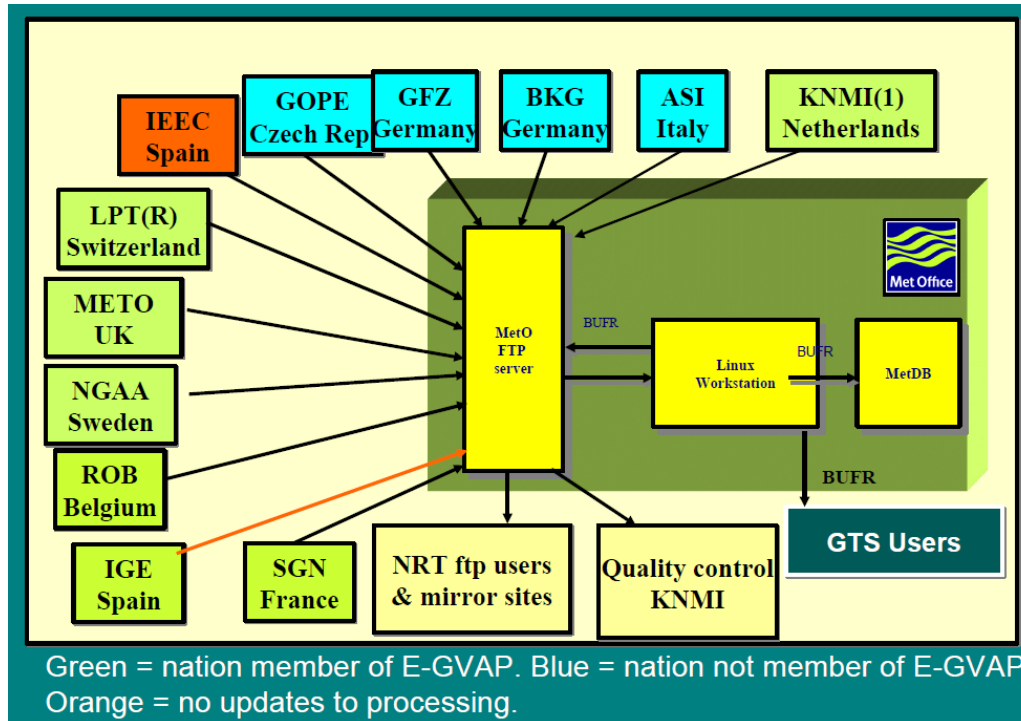 IEEC
Spain
GOPE
Czech Rep
GFZ
Germany
BKG
Germany
ASI
Italy
KNMI(1)
Netherlands
LPT(R)
Switzerland
METO
UK
NGAA
Sweden
ROB
Belgium
IGE
Spain
SGN
France
MetO
FTP
server
BUFR
Linux
Workstation
BUFR
MetDB
Met Office
BUFR
GTS Users
NRT ftp users
& mirror sites
Quality control
KNMI
Green = nation member of E-GVAP. Blue = nation not member of E-GVAP
Orange = no updates to processing.